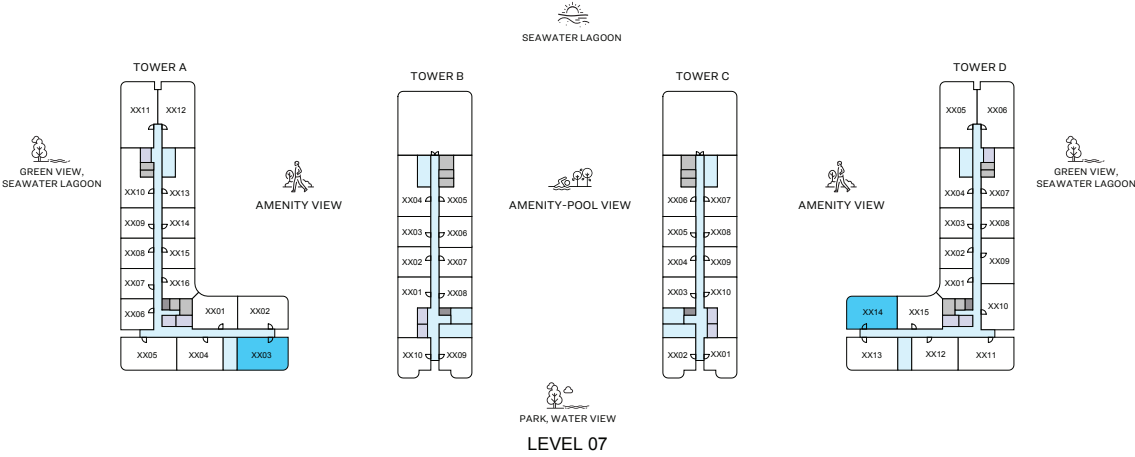 SEAWATER LAGOON
TOWER A
TOWER B
TOWER C
TOWER D
XX11 XX12
XX10 XX13
XX09 XX14
XX08 XX15
XX07 XX16
XX06 XX01 XX02
XX05 XX04 XX03
XX04 XX05
XX03 XX06
XX02 XX07
XX01 XX08
XX10 XX09
XX06 XX07
XX05 XX08
XX04 XX09
XX03 XX10
XX02 XX01
XX05 XX06
XX04 XX07
XX03 XX08
XX02 XX09
XX01
XX10
XX14 XX15
XX13 XX12 XX11
GREEN VIEW,
SEAWATER LAGOON
AMENITY VIEW
AMENITY-POOL VIEW
AMENITY VIEW
GREEN VIEW,
SEAWATER LAGOON
PARK, WATER VIEW
LEVEL 07